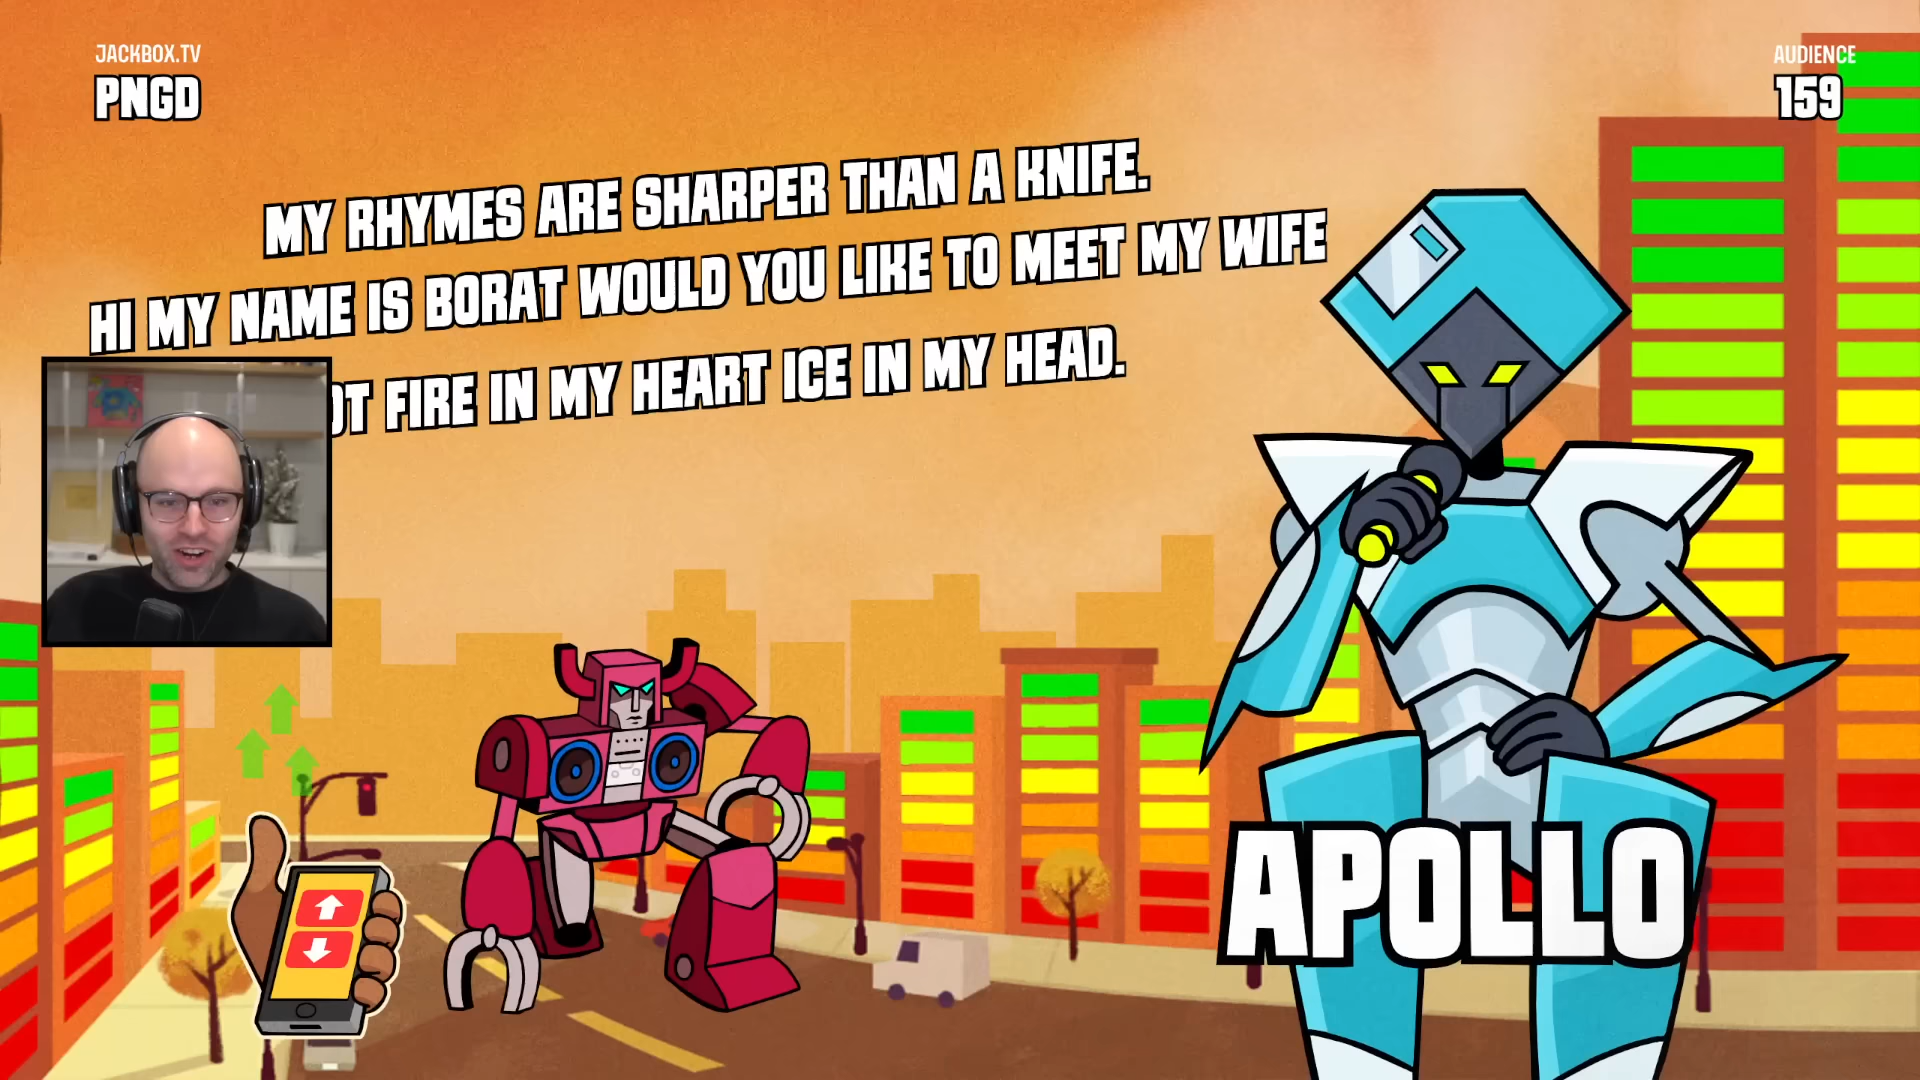 JACKBOX.TV
PNGD
AUDIENCE
159
MY RHYMES ARE SHARPER THAN A KNIFE.
HI MY NAME IS BORAT WOULD YOU LIKE TO MEET MY WIFE
FIRE IN MY HEART ICE IN MY HEAD.
APOLLO